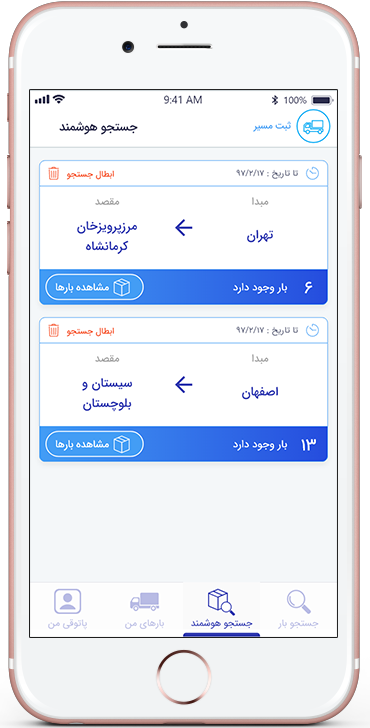 9:41 AM
100%
ثبت مسیر
جستجو هوشمند
تا تاریخ : ۹۷/۲/۱۷
ابطال جستجو
مبدا
مقصد
تهران
مرزپرویزخان
کرمانشاه
۶ بار وجود دارد
مشاهده بارها
تا تاریخ : ۹۷/۲/۱۷
ابطال جستجو
مبدا
مقصد
اصفهان
سیستان و
بلوچستان
۱۳ بار وجود دارد
مشاهده بارها
جستجو بار
جستجو هوشمند
بارهای من
پاتوقی من